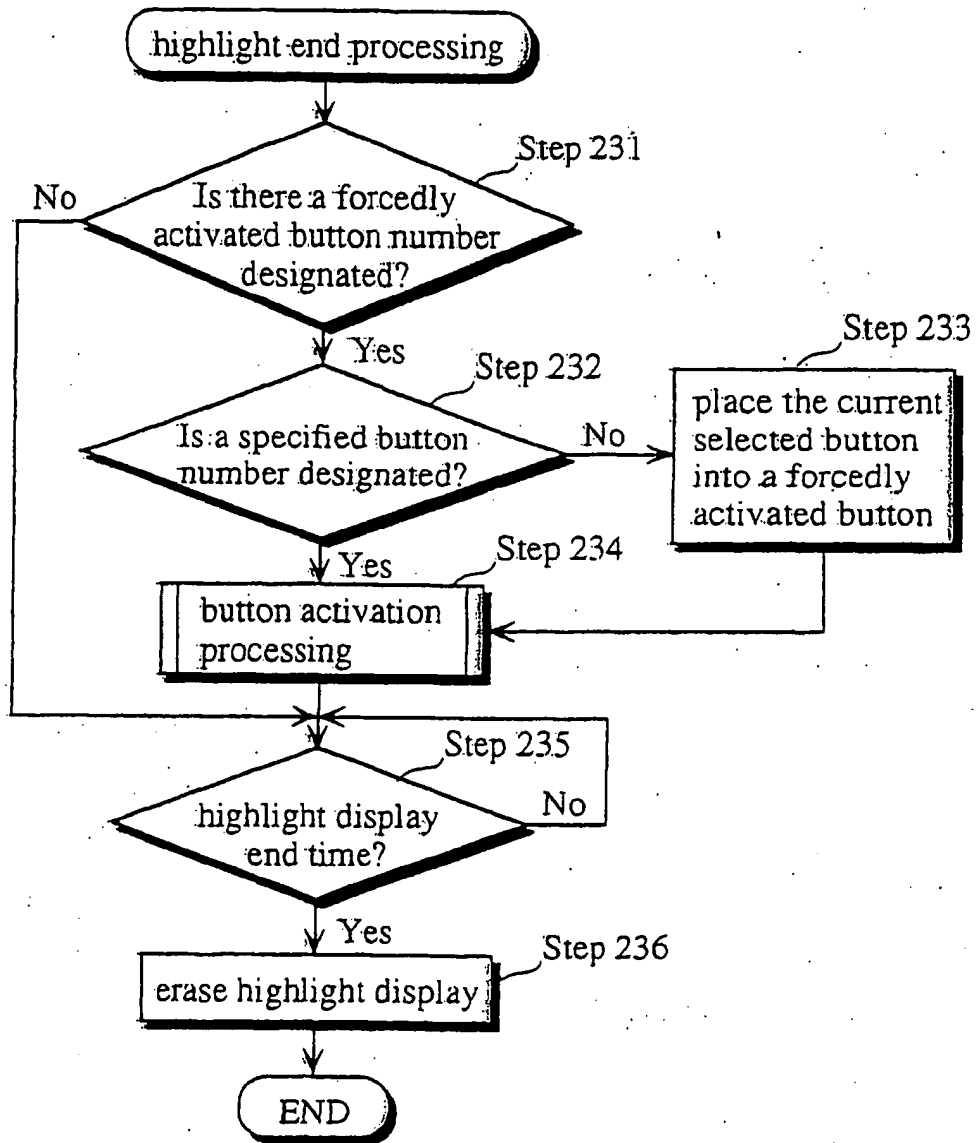 highlight end processing
Step 231
No
Is there a forcedly
activated button number
designated?
Yes
Step 232
Is a specified button
number designated?
No
Step 233
place the current
selected button
into a forcedly
activated button
Yes
Step 234
button activation
processing
Step 235
highlight display
end time?
No
Yes
Step 236
erase highlight display
END